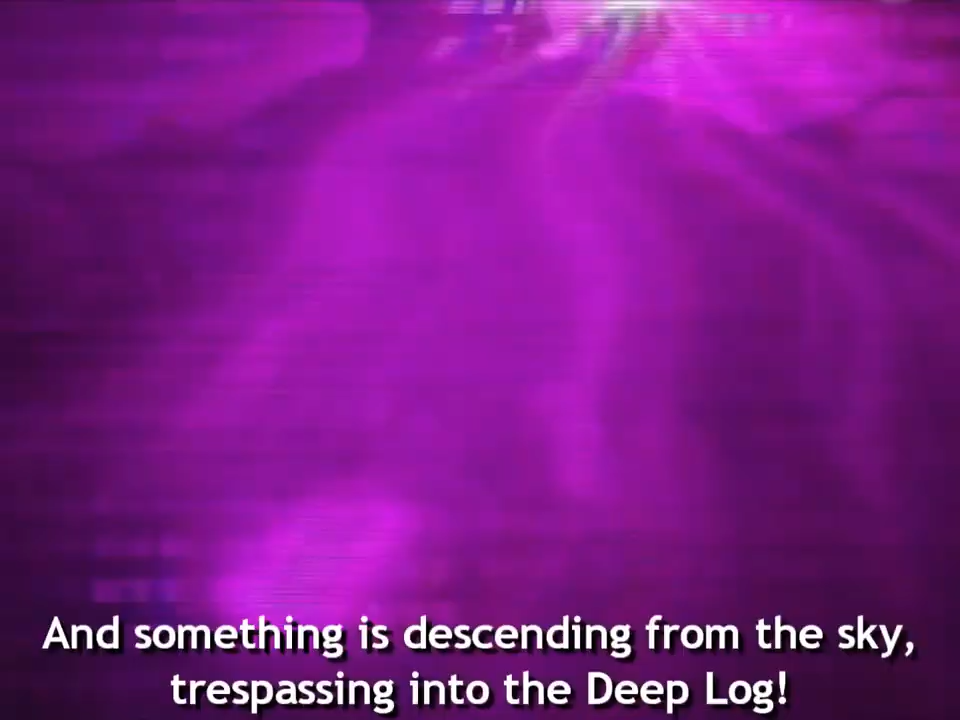 And something is descending from the sky,
trespassing into the Deep Log!